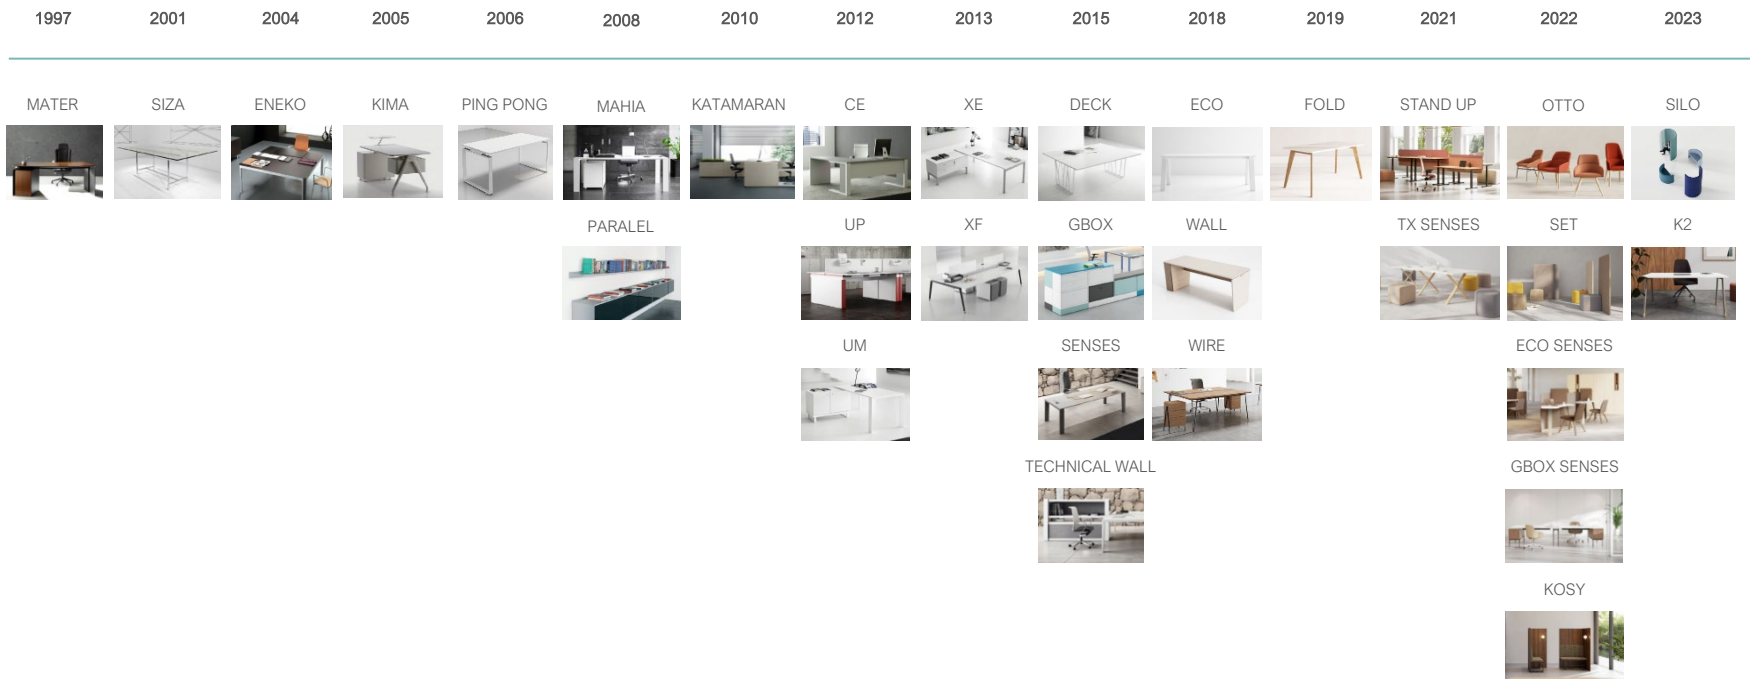 1997 2001 2004 2005 2006 2008 2010 2012 2013 2015 2018 2019 2021 2022 2023
MATER SIZA ENEKO KIMA PING PONG MAHIA KATAMARAN CE XE DECK ECO FOLD STAND UP OTTO SILO
PARALEL UP XF GBOX WALL TX SENSES SET K2
UM SENSES WIRE ECO SENSES
TECHNICAL WALL GBOX SENSES
KOSY